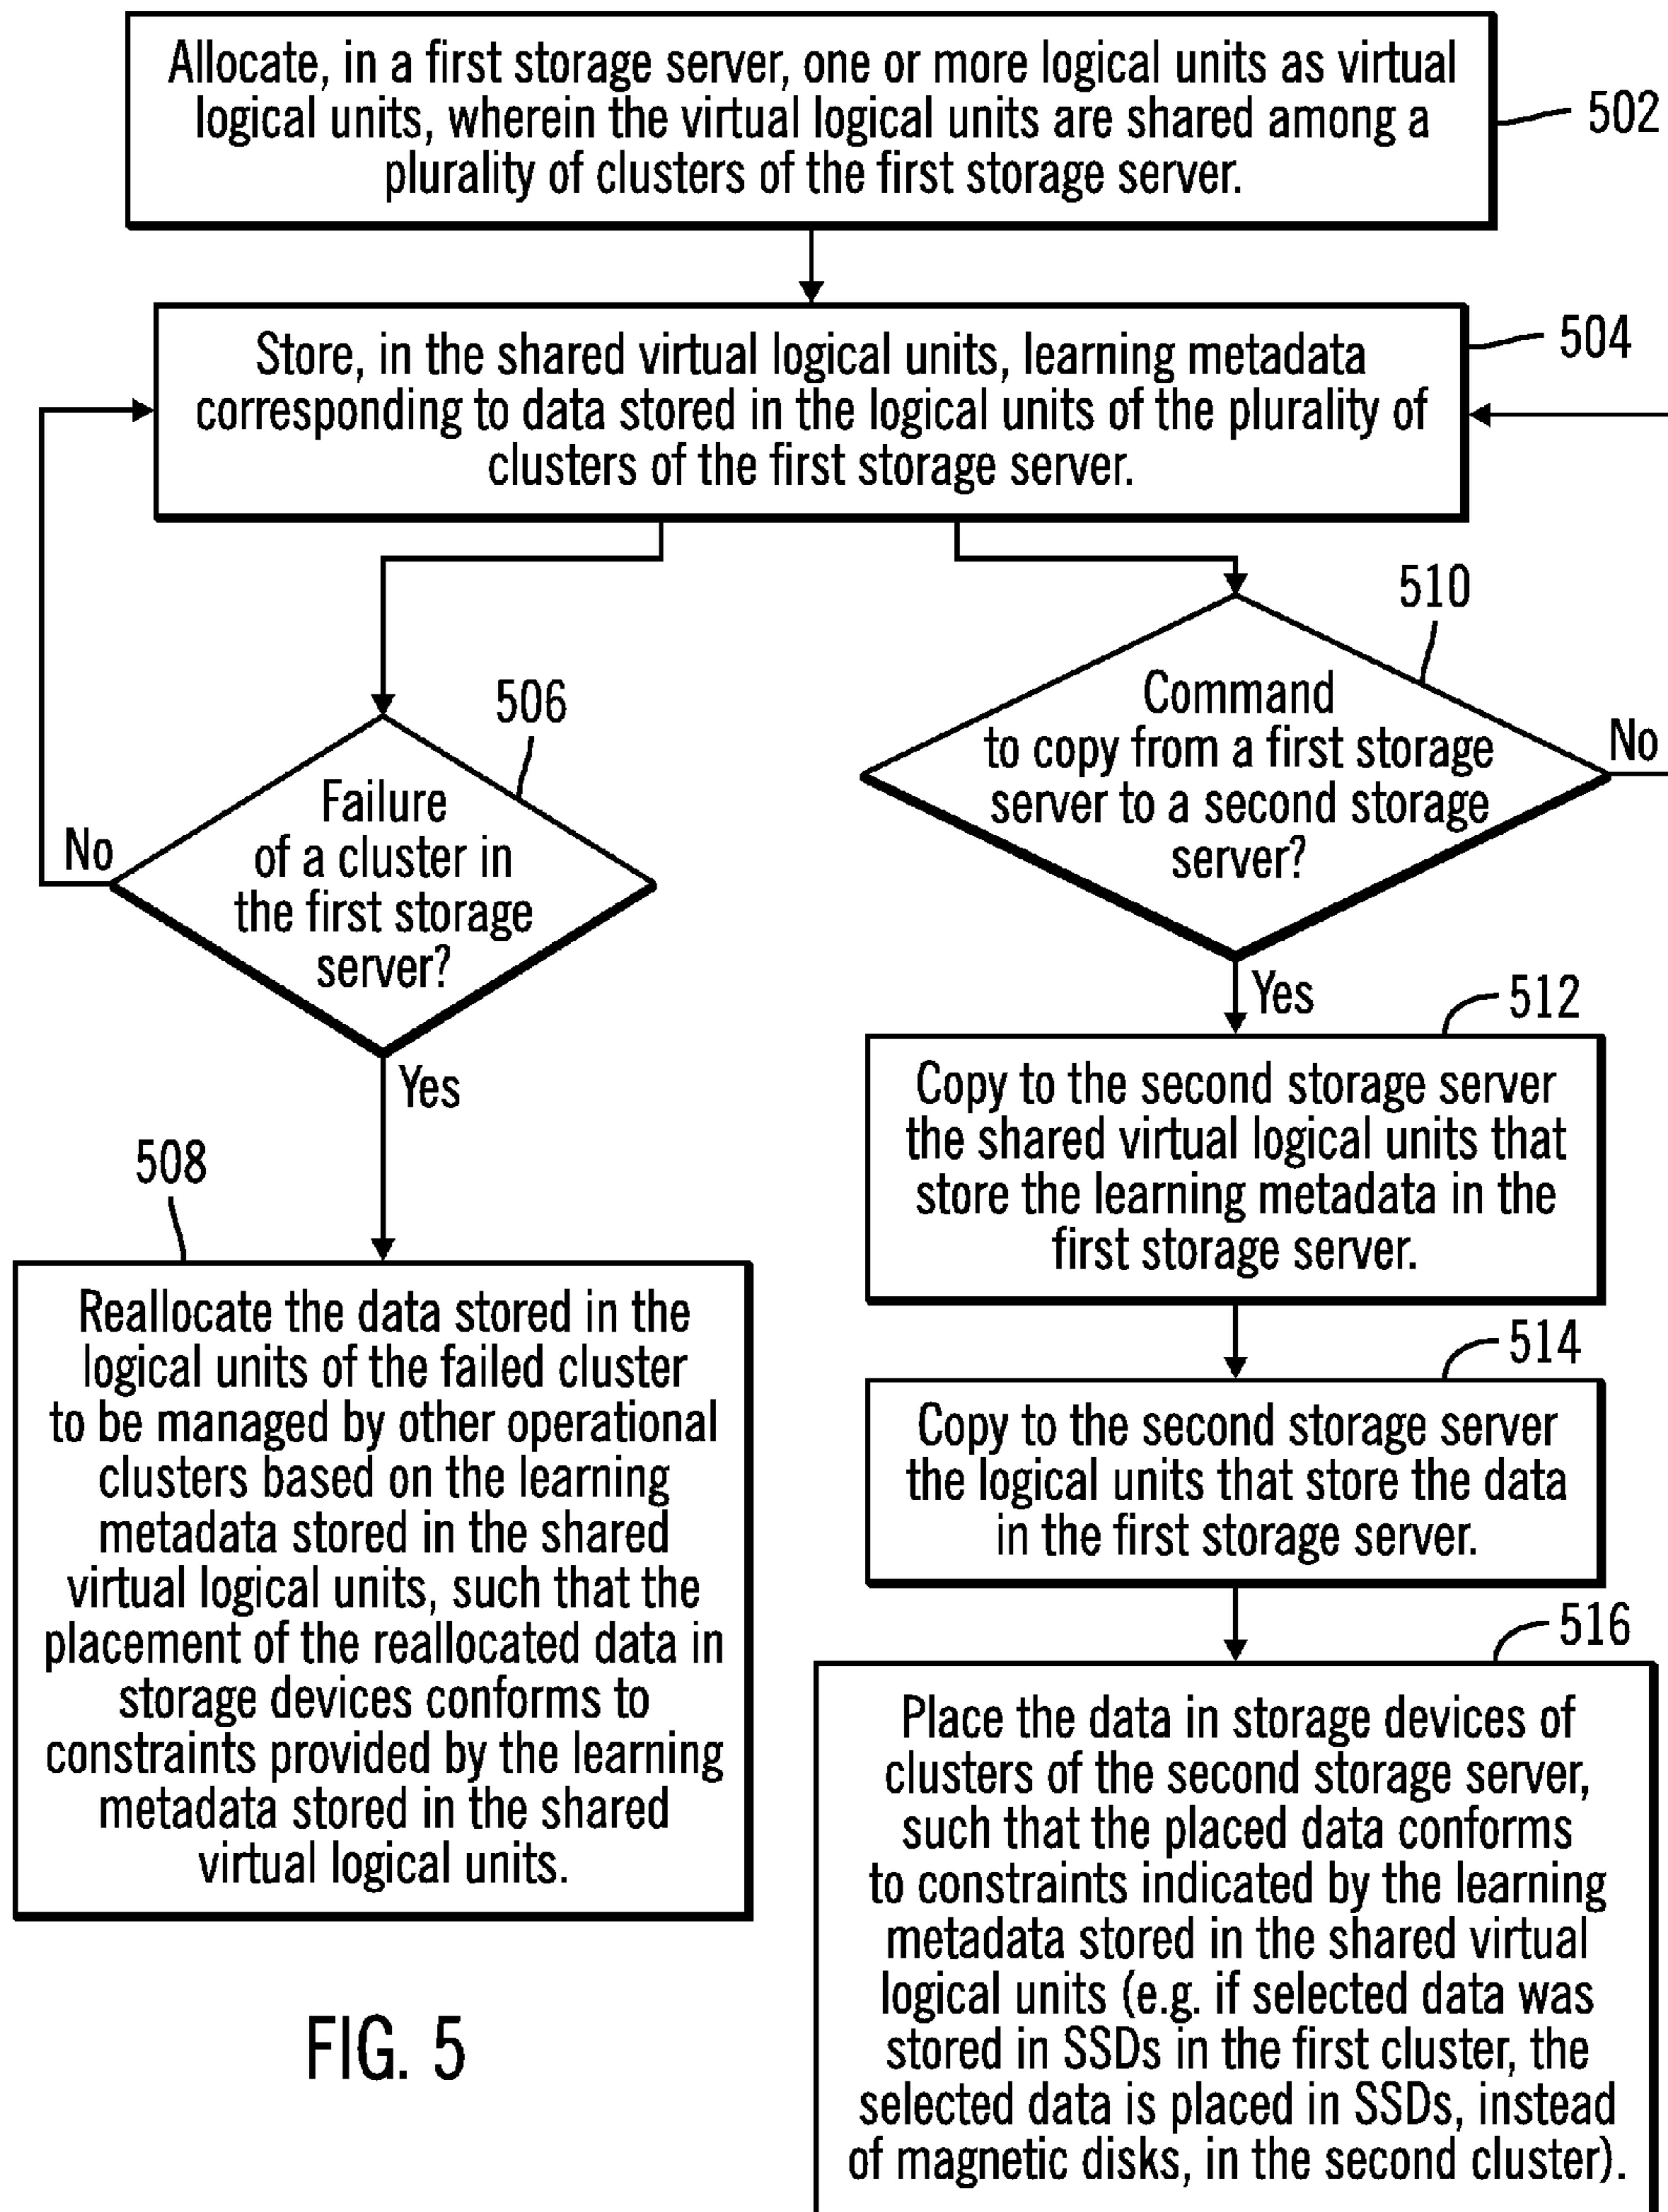 Allocate, in a first storage server, one or more logical units as virtual
logical units, wherein the virtual logical units are shared among a
plurality of clusters of the first storage server.
502
Store, in the shared virtual logical units, learning metadata
corresponding to data stored in the logical units of the plurality of
clusters of the first storage server.
504
506
Failure
of a cluster in
the first storage
server?
No
Yes
508
Reallocate the data stored in the
logical units of the failed cluster
to be managed by other operational
clusters based on the learning
metadata stored in the shared
virtual logical units, such that the
placement of the reallocated data in
storage devices conforms to
constraints provided by the learning
metadata stored in the shared
virtual logical units.
510
Command
to copy from a first storage
server to a second storage
server?
No
Yes
512
Copy to the second storage server
the shared virtual logical units that
store the learning metadata in the
first storage server.
514
Copy to the second storage server
the logical units that store the data
in the first storage server.
516
Place the data in storage devices of
clusters of the second storage server,
such that the placed data conforms
to constraints indicated by the learning
metadata stored in the shared virtual
logical units (e.g. if selected data was
stored in SSDs in the first cluster, the
selected data is placed in SSDs, instead
of magnetic disks, in the second cluster).
FIG. 5